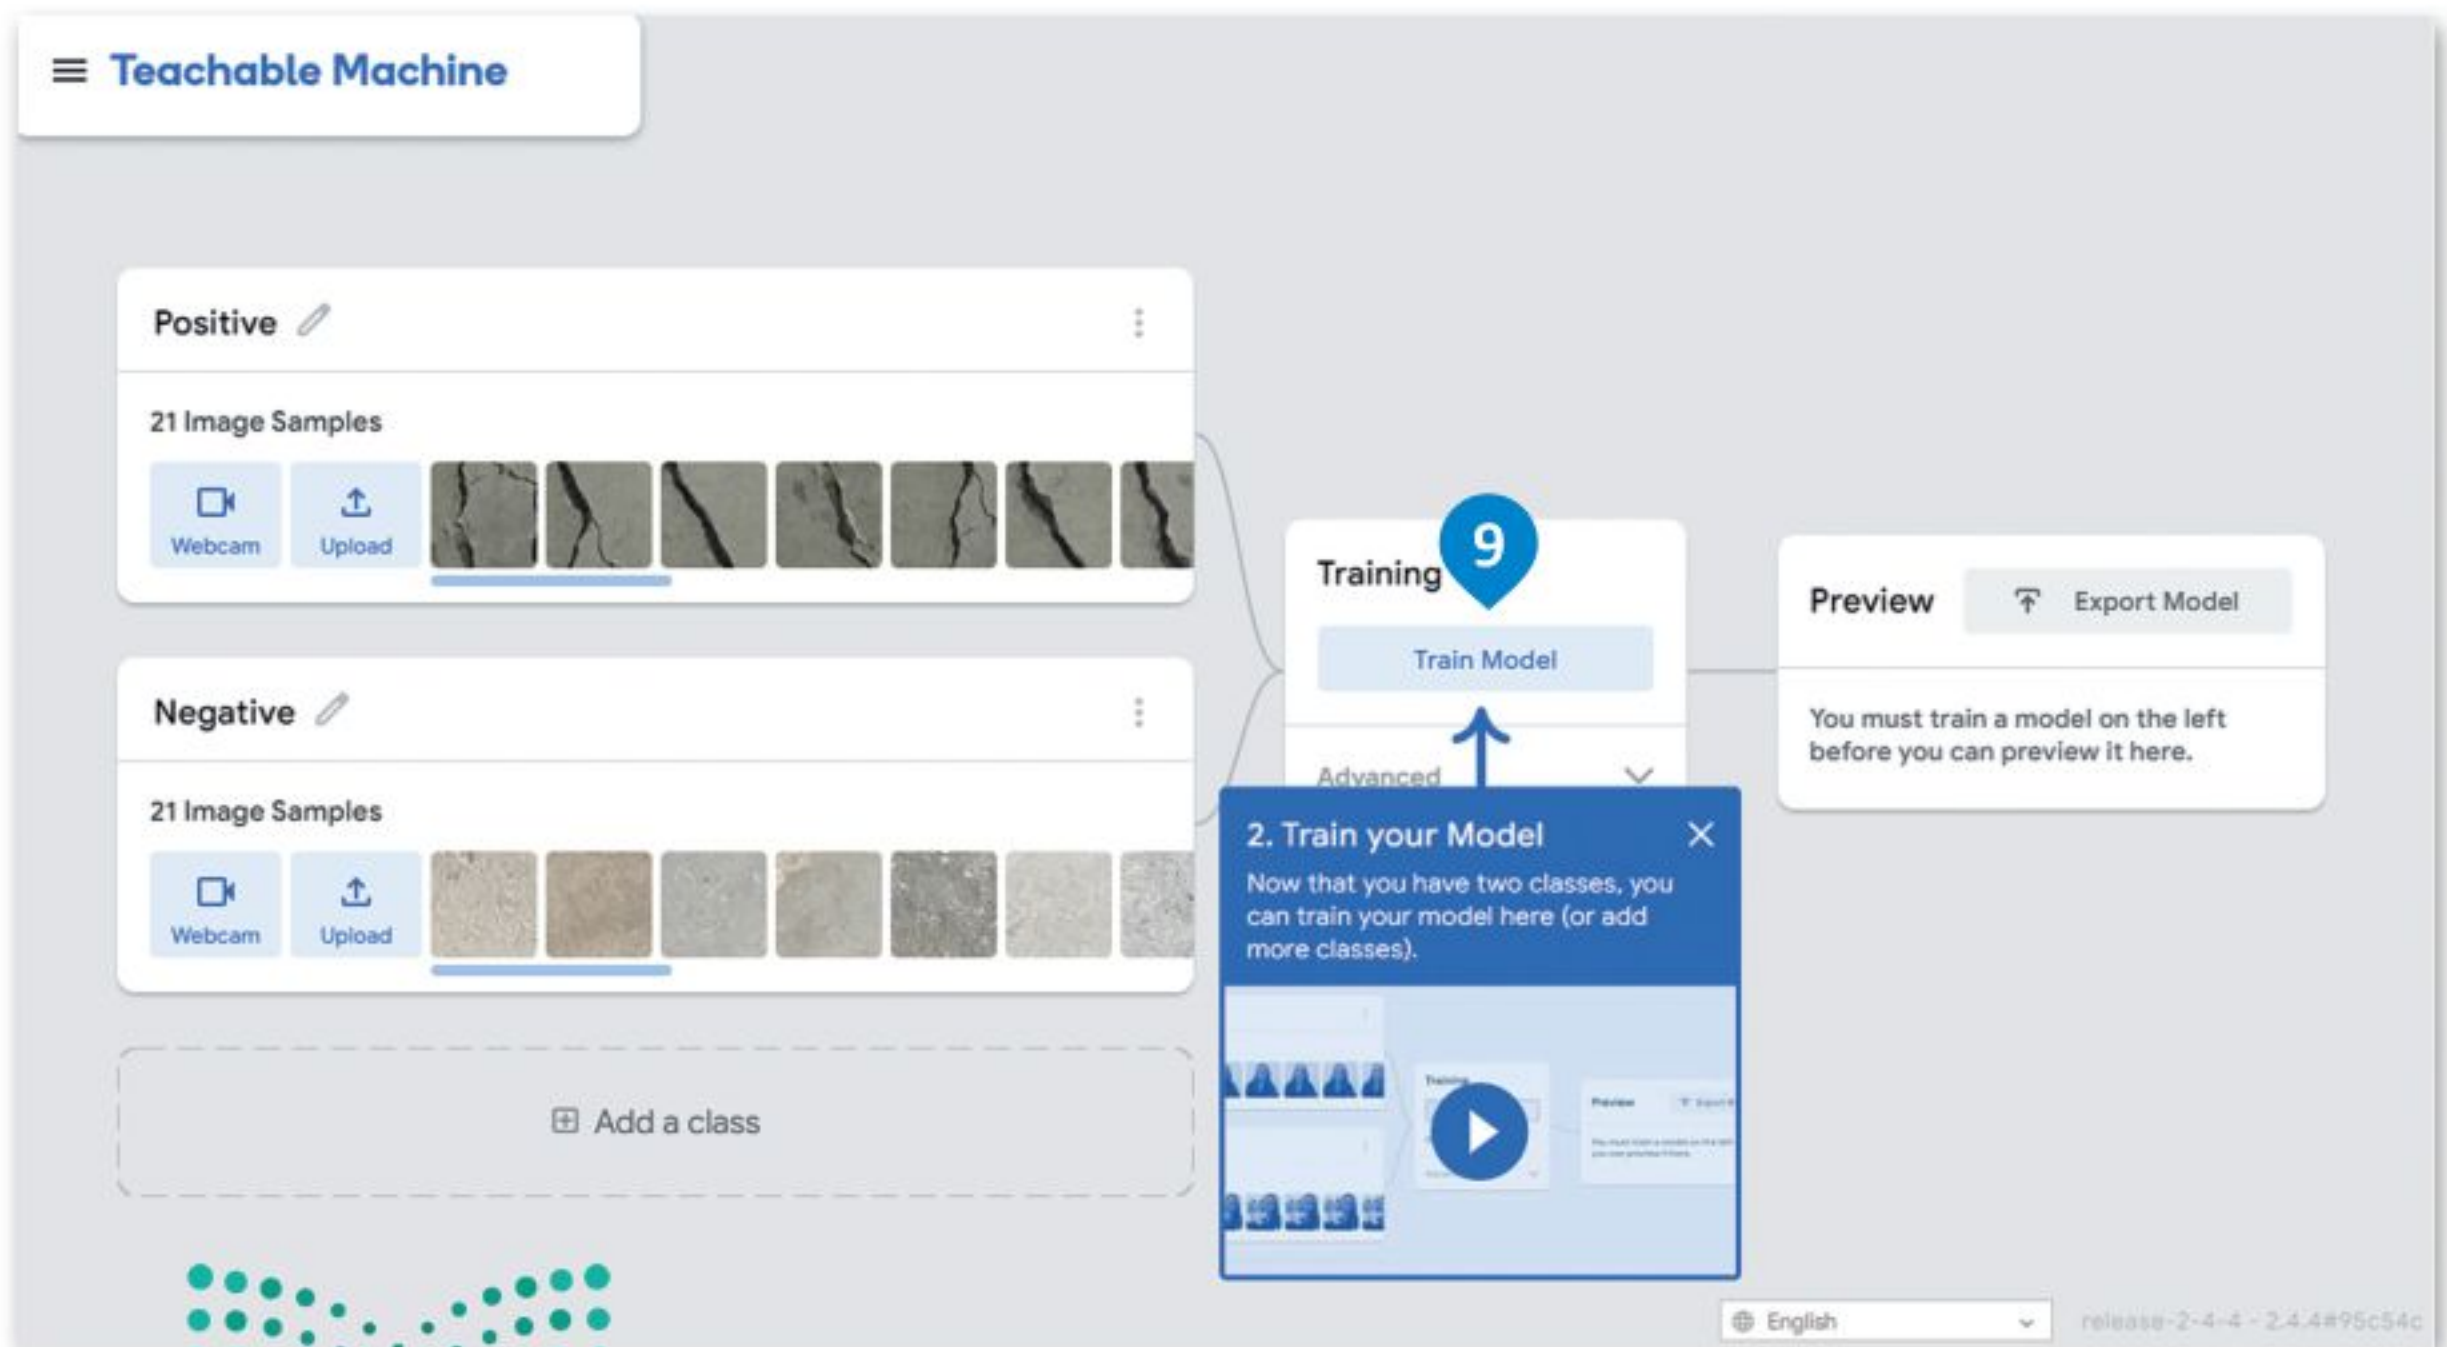 Teachable Machine
Positive
21 Image Samples
Webcam
Upload
Negative
21 Image Samples
Webcam
Upload
Add a class
Training
9
Train Model
Advanced
2. Train your Model
Now that you have two classes, you
can train your model here (or add
more classes).
Training
Preview
Preview
Export Model
You must train a model on the left
before you can preview it here.
English
release-2-4-4 - 2.4.4#95c54c